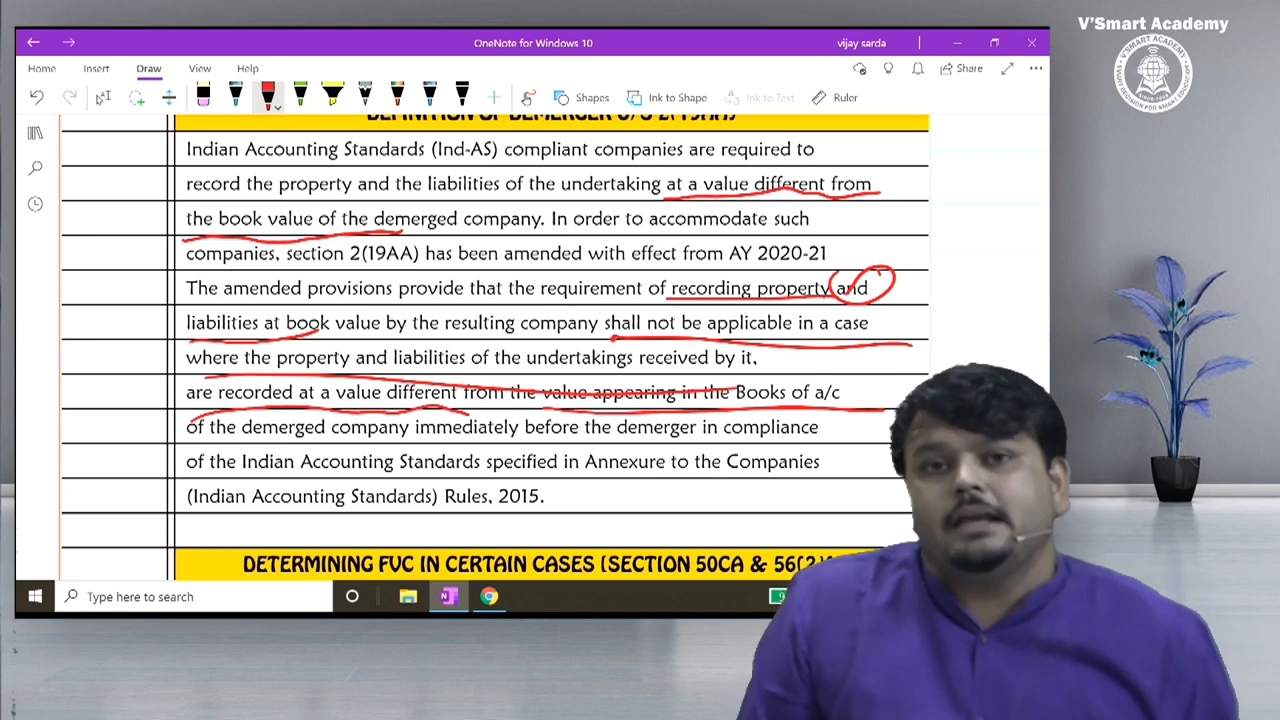 V'Smart Academy
OneNote for Windows 10
vijay sarda
Home Insert Draw View Help
Share
Shapes Ink to Shape Ink to Text Ruler
DEFINITION OF DEMERGER U/S 2(19AA)
Indian Accounting Standards (Ind-AS) compliant companies are required to
record the property and the liabilities of the undertaking at a value different from
the book value of the demerged company. In order to accommodate such
companies, section 2(19AA) has been amended with effect from AY 2020-21
The amended provisions provide that the requirement of recording property and
liabilities at book value by the resulting company shall not be applicable in a case
where the property and liabilities of the undertakings received by it,
are recorded at a value different from the value appearing in the Books of a/c
of the demerged company immediately before the demerger in compliance
of the Indian Accounting Standards specified in Annexure to the Companies
(Indian Accounting Standards) Rules, 2015.
DETERMINING FVC IN CERTAIN CASES [SECTION 50CA & 56(2)
Type here to search